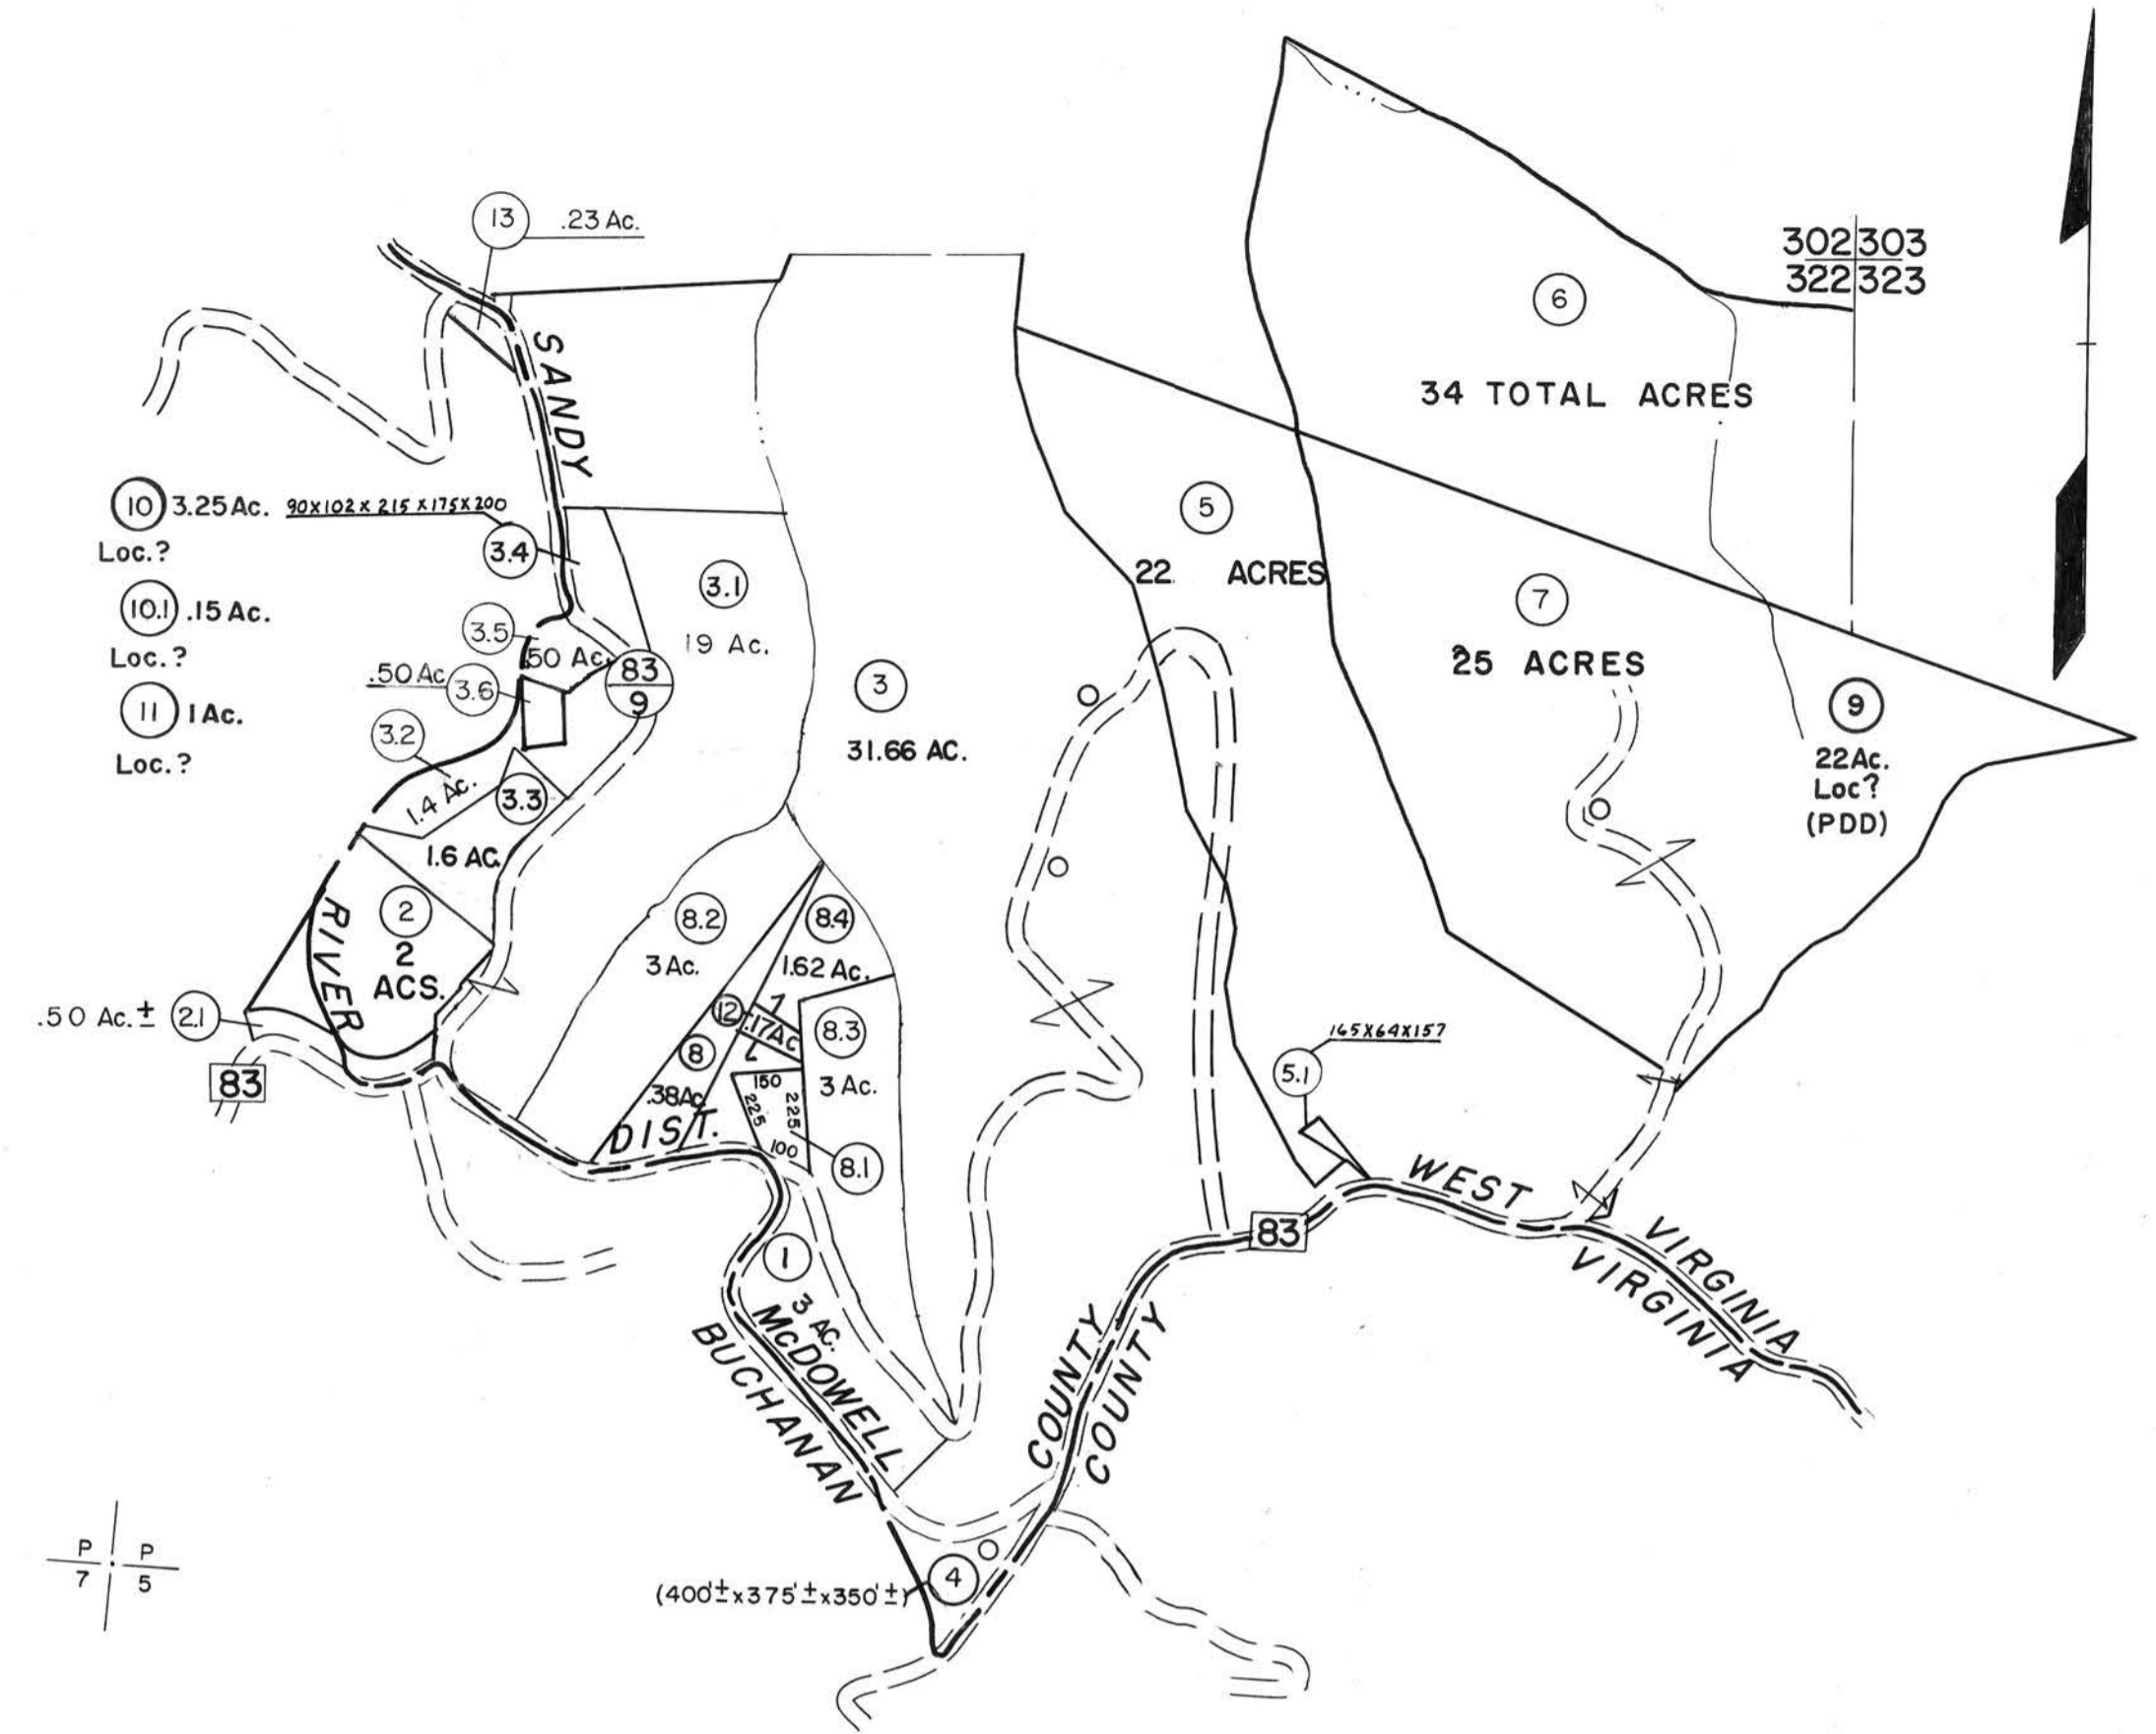 13 .23 Ac.
302 303
322 323
SANDY
6
34 TOTAL ACRES
10 3.25 Ac. 90x102x215x175x200
Loc.?
3.4
5
22 ACRES
3.1
19 Ac.
10.1 .15 Ac.
Loc.?
3.5
.50 Ac.
83
9
.50 Ac.
3.6
7
25 ACRES
3
31.66 AC.
11 1 Ac.
Loc.?
9
22 Ac.
Loc?
(PDD)
3.2
1.4 Ac.
3.3
1.6 AC.
RIVER
2
2
ACS.
8.2
3 Ac.
8.4
1.62 Ac.
.50 Ac. ± 2.1
83
12
.17Ac
8.3
3 Ac.
8
.38Ac.
150
225
225
100
8.1
DIST.
165X64X157
5.1
WEST VIRGINIA
VIRGINIA
83
1
3 AC.
MCDOWELL
BUCHANAN
COUNTY
COUNTY
P P
7 5
4
(400'±x375'±x350'±)